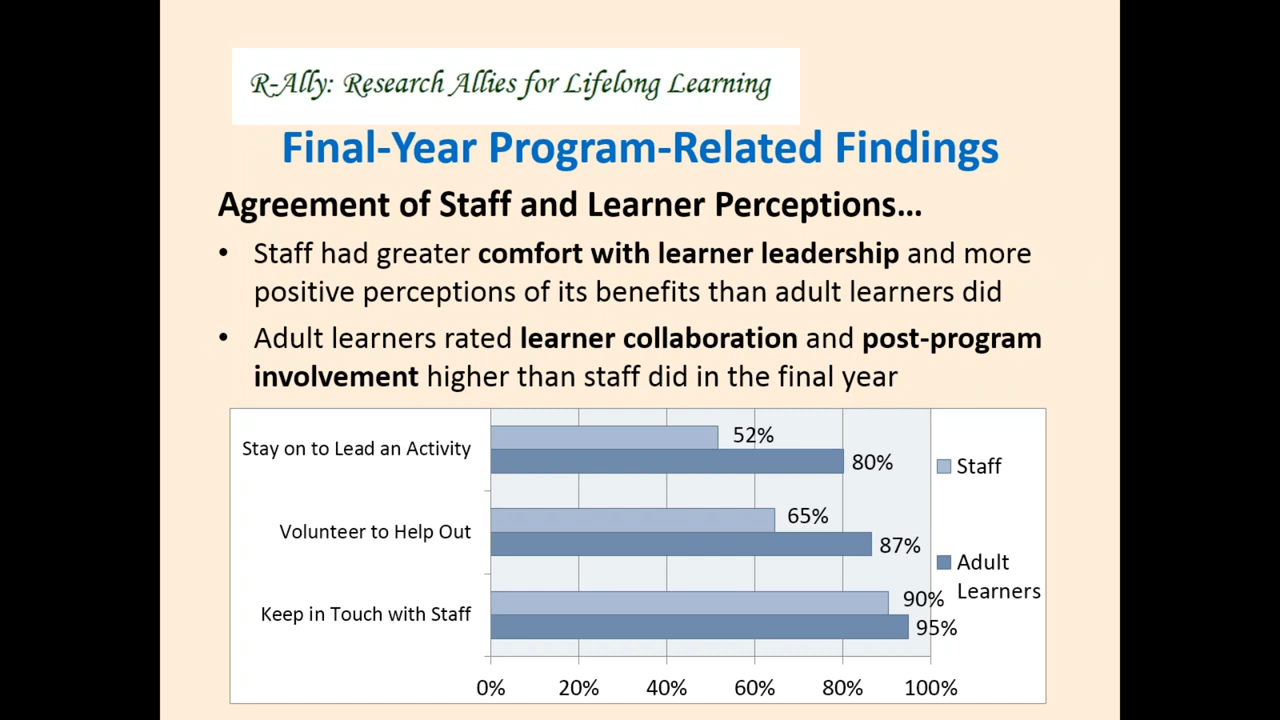 R-Ally: Research Allies for Lifelong Learning
Final-Year Program-Related Findings
Agreement of Staff and Learner Perceptions...
• Staff had greater comfort with learner leadership and more
positive perceptions of its benefits than adult learners did
• Adult learners rated learner collaboration and post-program
involvement higher than staff did in the final year
Stay on to Lead an Activity
52%
80%
Volunteer to Help Out
65%
87%
Keep in Touch with Staff
90%
95%
Staff
Adult
Learners
0% 20% 40% 60% 80% 100%